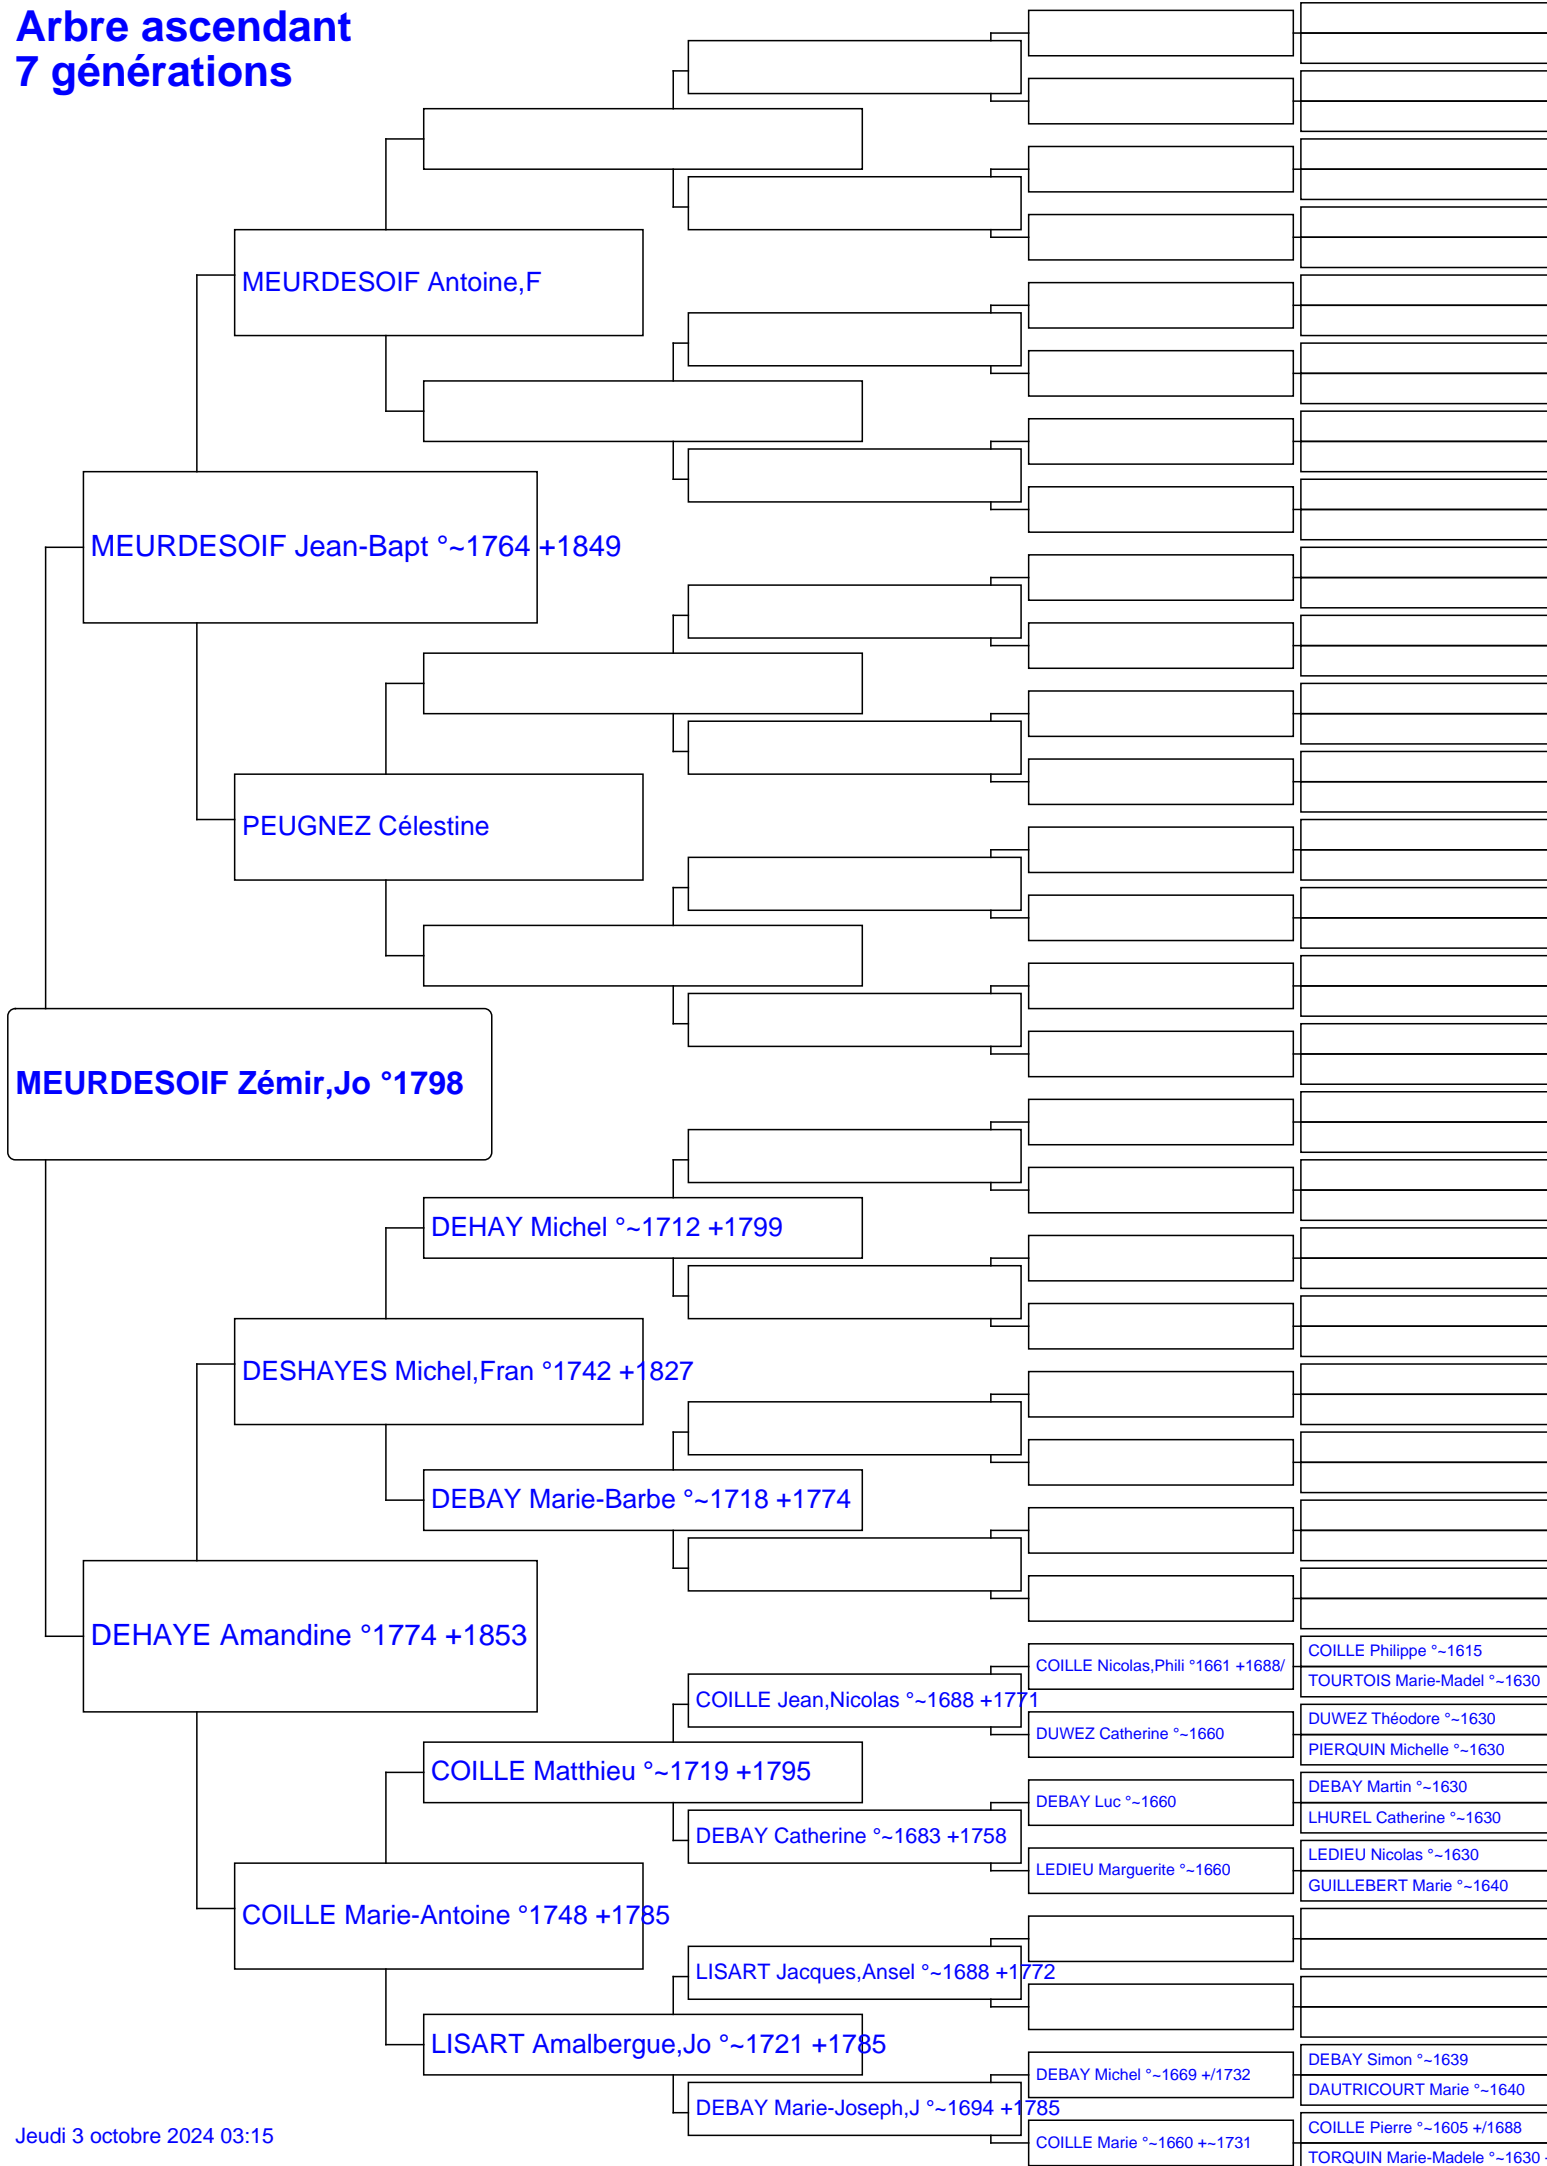 Arbre ascendant
7 générations
MEURDESOIF Antoine,F
MEURDESOIF Jean-Bapt °~1764 +1849
PEUGNEZ Célestine
MEURDESOIF Zémir,Jo °1798
DEHAY Michel °~1712 +1799
DESHAYES Michel,Fran °1742 +1827
DEBAY Marie-Barbe °~1718 +1774
DEHAYE Amandine °1774 +1853
COILLE Philippe °~1615
COILLE Nicolas,Phili °1661 +1688/
TOURTOIS Marie-Madel °~1630
COILLE Jean,Nicolas °~1688 +1771
DUWEZ Théodore °~1630
DUWEZ Catherine °~1660
PIERQUIN Michelle °~1630
COILLE Matthieu °~1719 +1795
DEBAY Martin °~1630
DEBAY Luc °~1660
LHUREL Catherine °~1630
DEBAY Catherine °~1683 +1758
LEDIEU Nicolas °~1630
LEDIEU Marguerite °~1660
GUILLEBERT Marie °~1640
COILLE Marie-Antoine °1748 +1785
LISART Jacques,Ansel °~1688 +1772
LISART Amalbergue,Jo °~1721 +1785
DEBAY Simon °~1639
DEBAY Michel °~1669 +/1732
DAUTRICOURT Marie °~1640
DEBAY Marie-Joseph,J °~1694 +1785
COILLE Pierre °~1605 +/1688
COILLE Marie °~1660 +~1731
TORQUIN Marie-Madele °~1630
Jeudi 3 octobre 2024 03:15